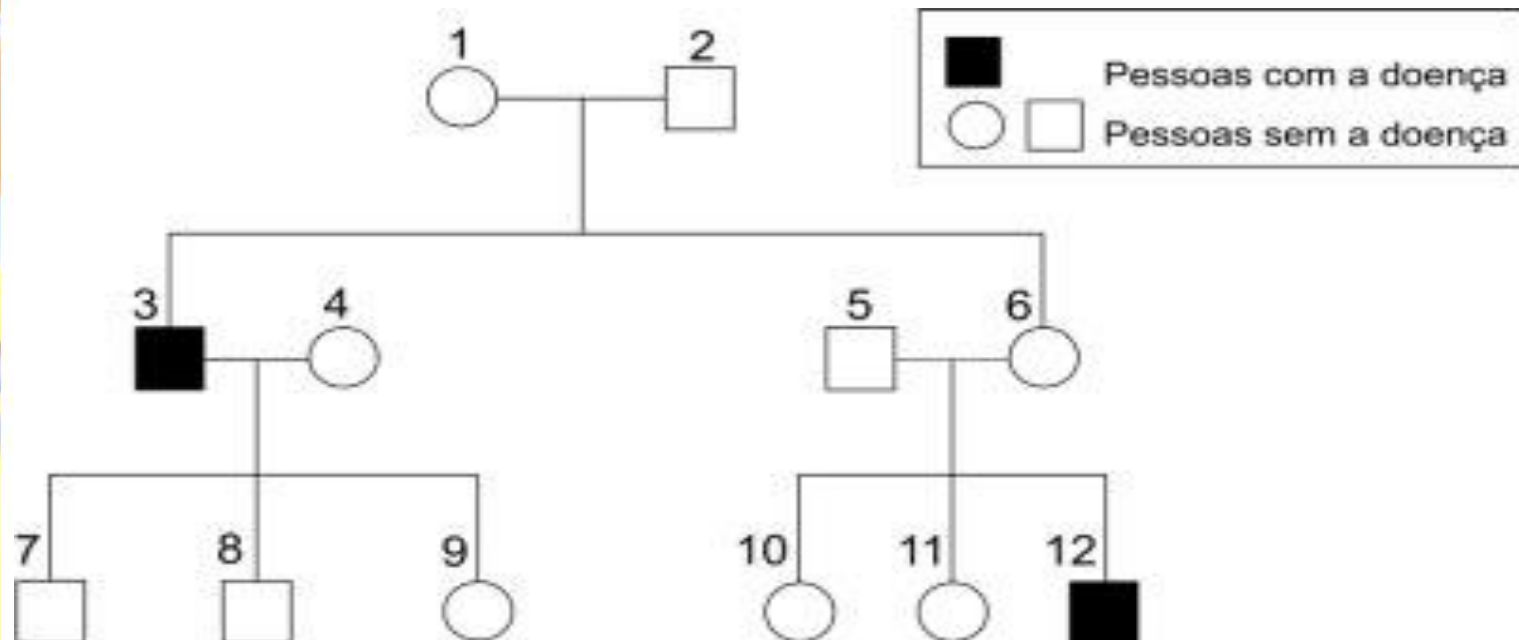 1 2
Pessoas com a doença
Pessoas sem a doença
3 4 5 6
7 8 9 10 11 12